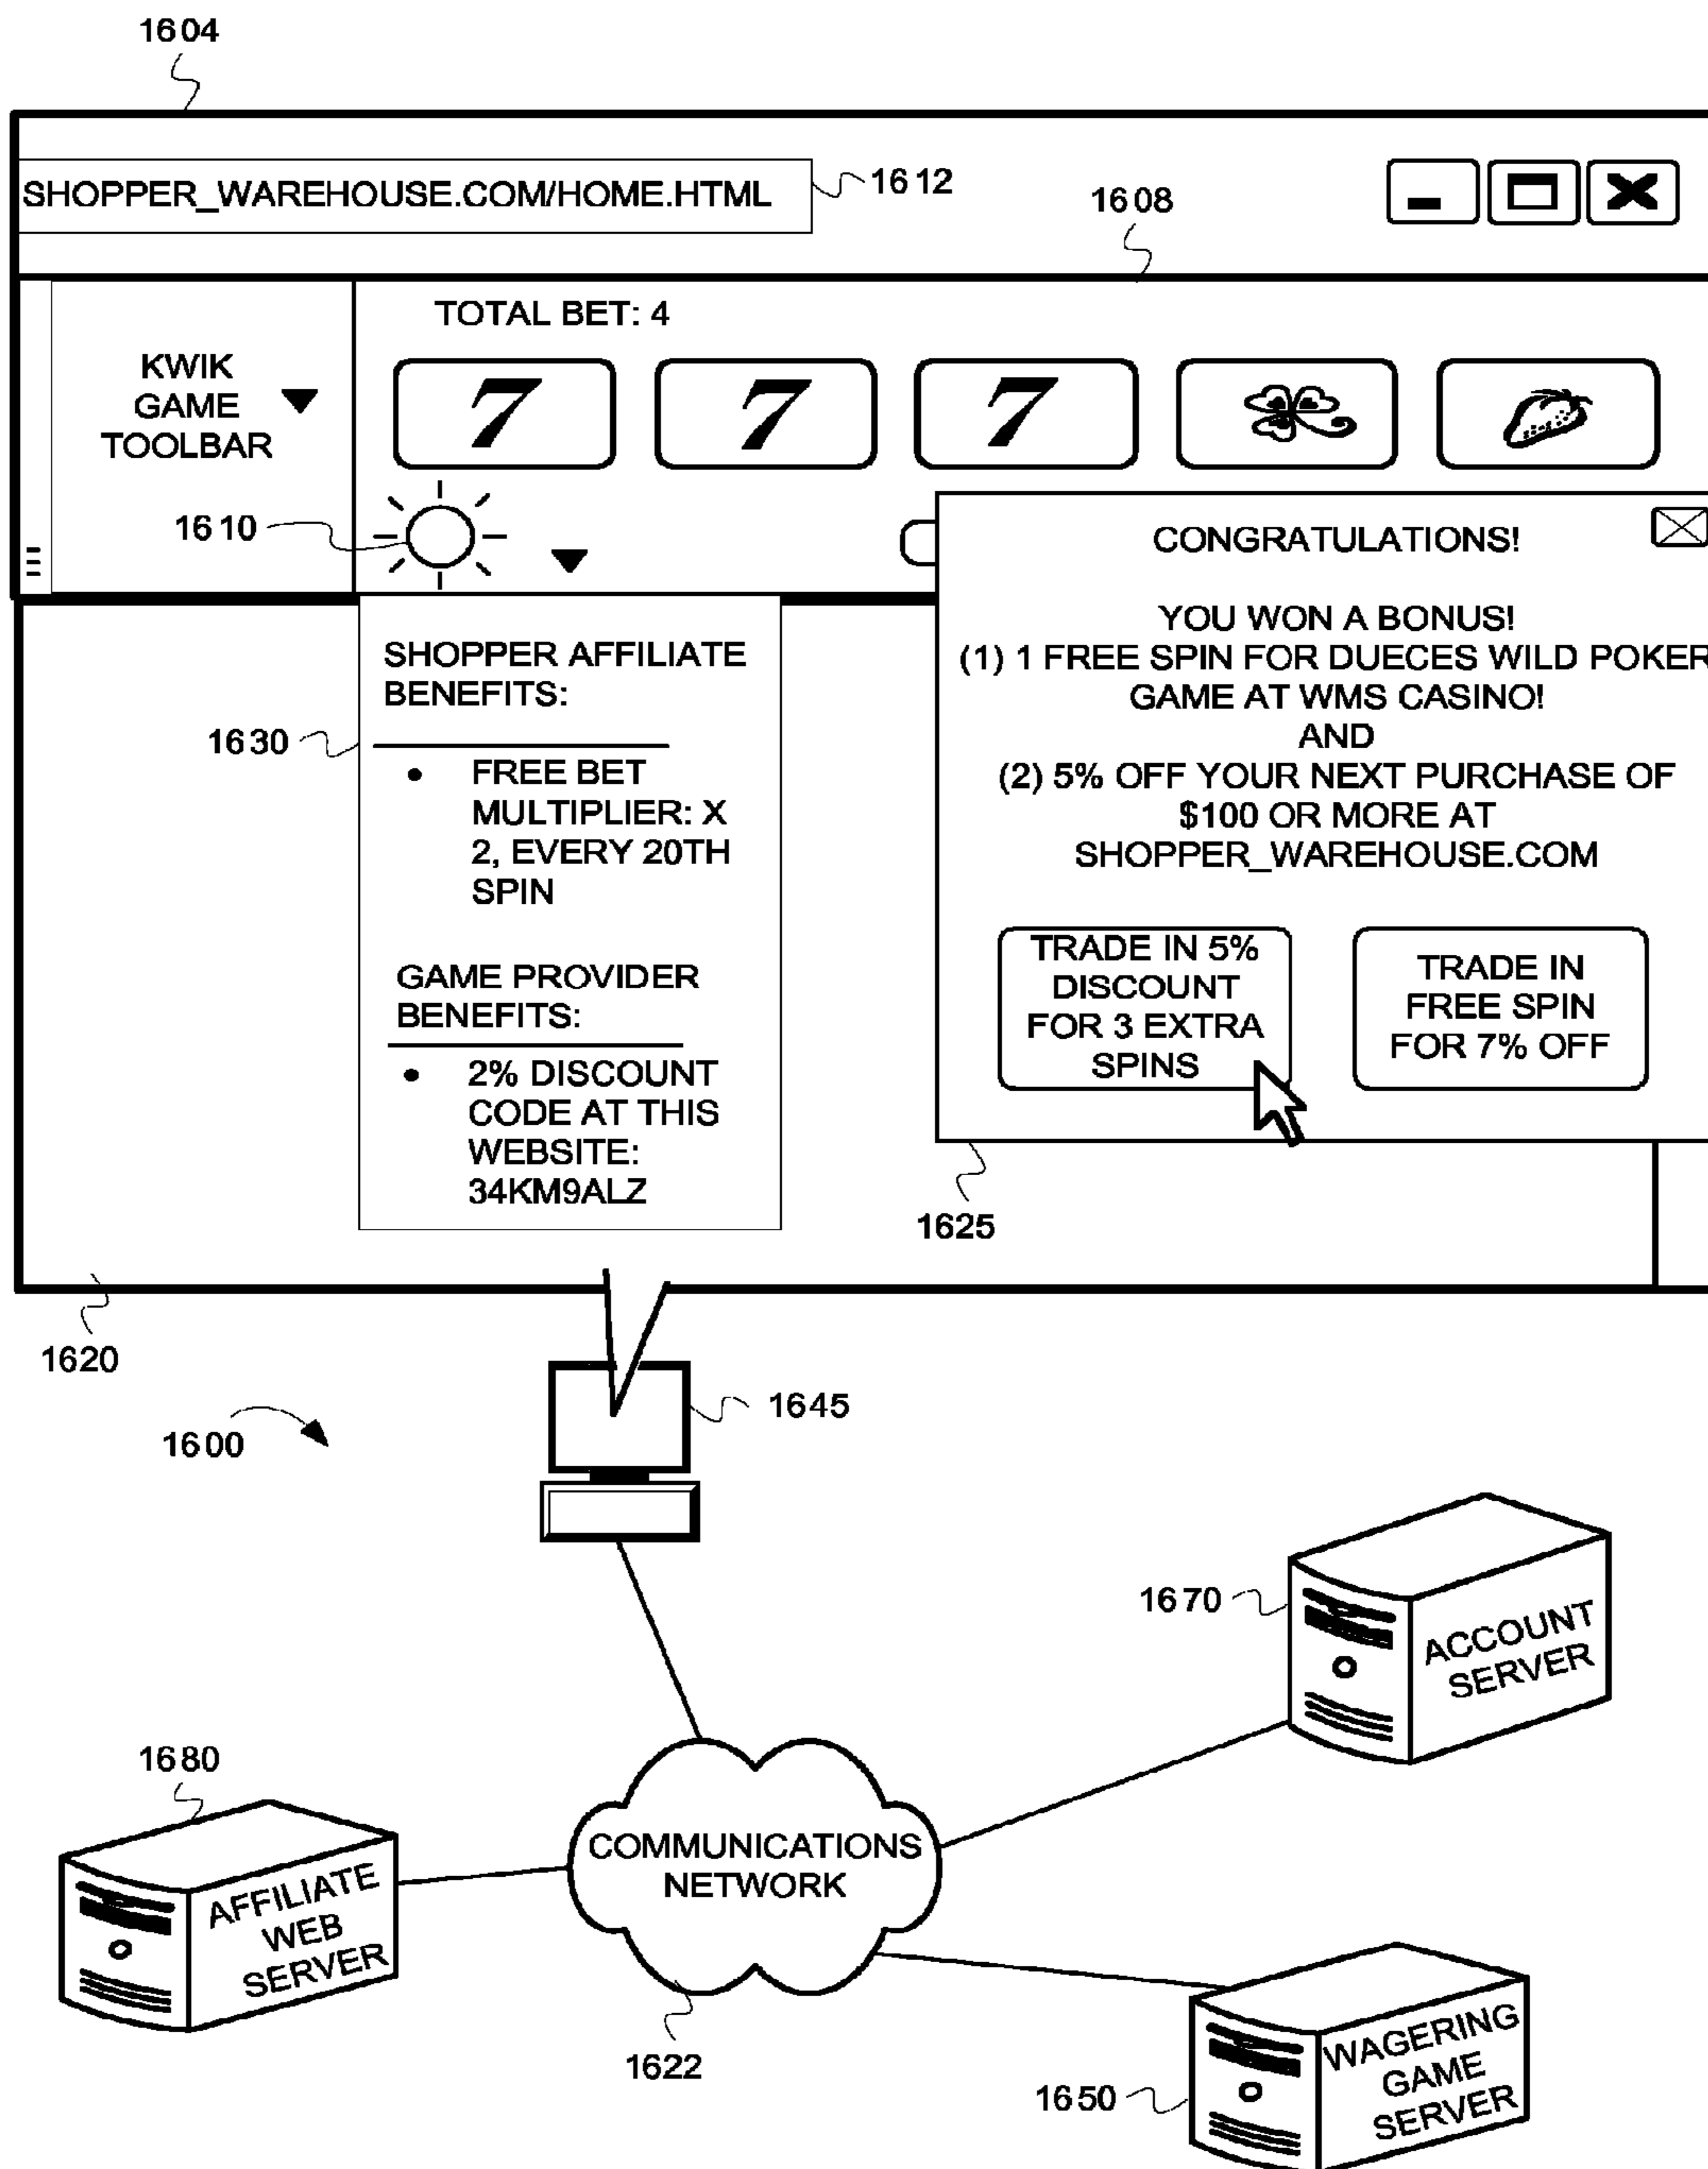 1604
SHOPPER_WAREHOUSE.COM/HOME.HTML
1612
1608
TOTAL BET: 4
KWIK
GAME
TOOLBAR
7 7 7
1610
CONGRATULATIONS!
YOU WON A BONUS!
(1) 1 FREE SPIN FOR DUECES WILD POKER
GAME AT WMS CASINO!
AND
(2) 5% OFF YOUR NEXT PURCHASE OF
$100 OR MORE AT
SHOPPER_WAREHOUSE.COM
TRADE IN 5%
DISCOUNT
FOR 3 EXTRA
SPINS
TRADE IN
FREE SPIN
FOR 7% OFF
1625
SHOPPER AFFILIATE
BENEFITS:
1630
• FREE BET
MULTIPLIER: X
2, EVERY 20TH
SPIN
GAME PROVIDER
BENEFITS:
• 2% DISCOUNT
CODE AT THIS
WEBSITE:
34KM9ALZ
1620
1645
1600
1670
ACCOUNT
SERVER
1680
AFFILIATE
WEB
SERVER
COMMUNICATIONS
NETWORK
1622
1650
WAGERING
GAME
SERVER